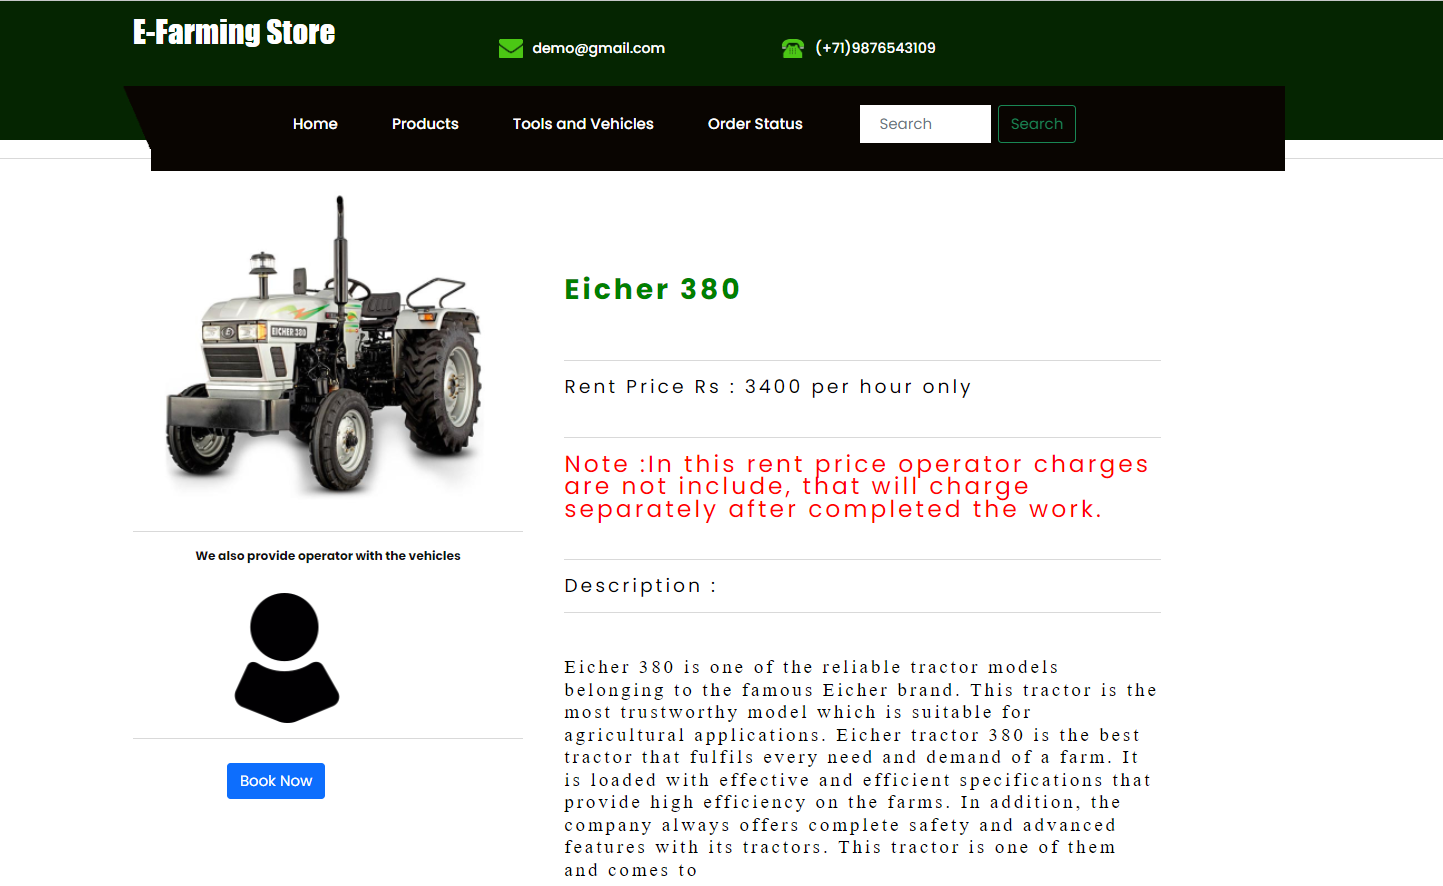 E-Farming Store
demo@gmail.com
(+71)9876543109
Home Products Tools and Vehicles Order Status Search Search
EICHER 380
Eicher 380
Rent Price Rs : 3400 per hour only
Note :In this rent price operator charges
are not include, that will charge
separately after completed the work.
We also provide operator with the vehicles
Book Now
Description :
Eicher 380 is one of the reliable tractor models
belonging to the famous Eicher brand. This tractor is the
most trustworthy model which is suitable for
agricultural applications. Eicher tractor 380 is the best
tractor that fulfils every need and demand of a farm. It
is loaded with effective and efficient specifications that
provide high efficiency on the farms. In addition, the
company always offers complete safety and advanced
features with its tractors. This tractor is one of them
and comes to